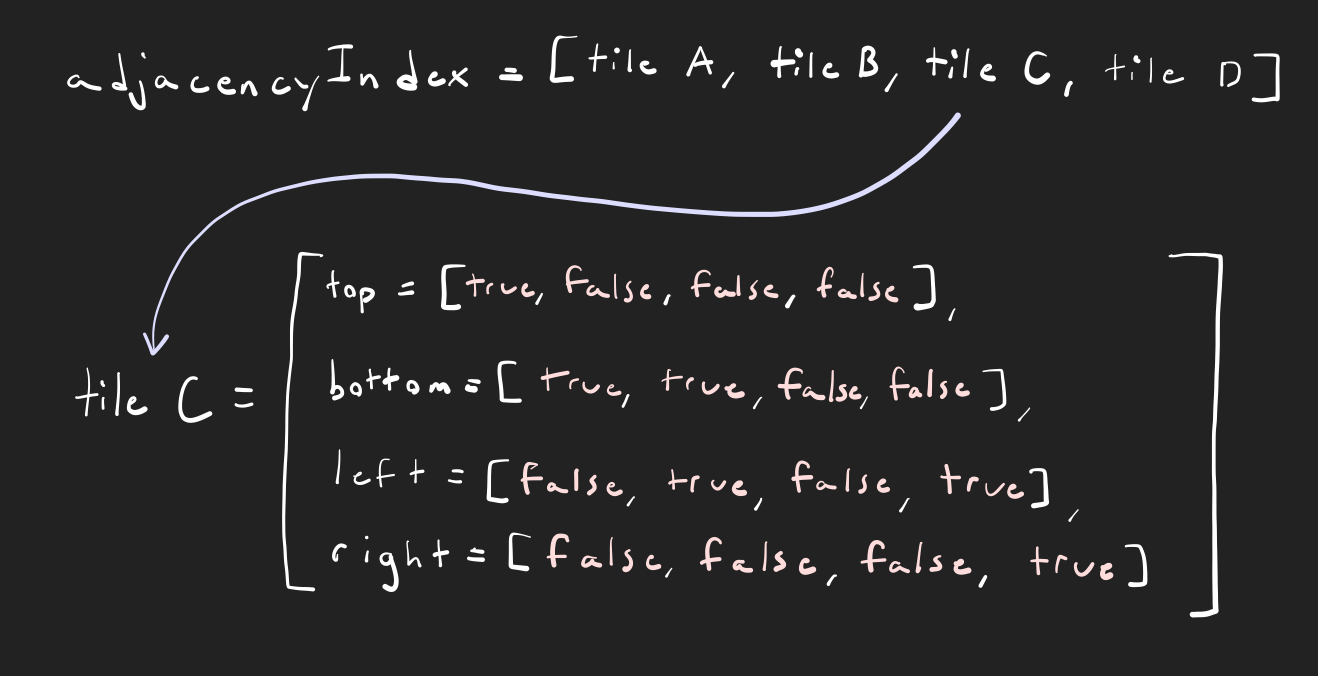 adjacencyIndex = [tile A, tile B, tile C, tile D]
top = [true, false, false, false],
bottom = [true, true, false, false],
tile C =
left = [false, true, false, true],
right = [false, false, false, true]